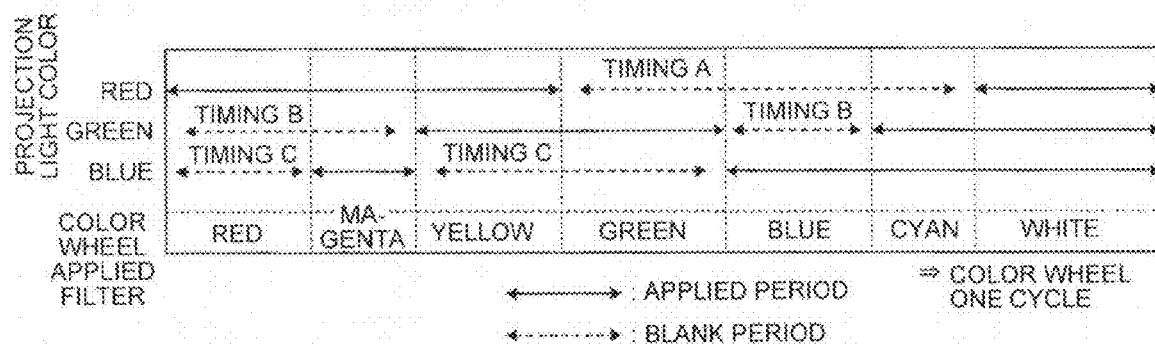 PROJECTION
LIGHT COLOR
TIMING A
RED
TIMING B
TIMING B
GREEN
TIMING C
TIMING C
BLUE
COLOR
WHEEL
APPLIED
FILTER
RED
MA-
GENTA
YELLOW
GREEN
BLUE
CYAN
WHITE
: APPLIED PERIOD
: BLANK PERIOD
⇒ COLOR WHEEL
ONE CYCLE